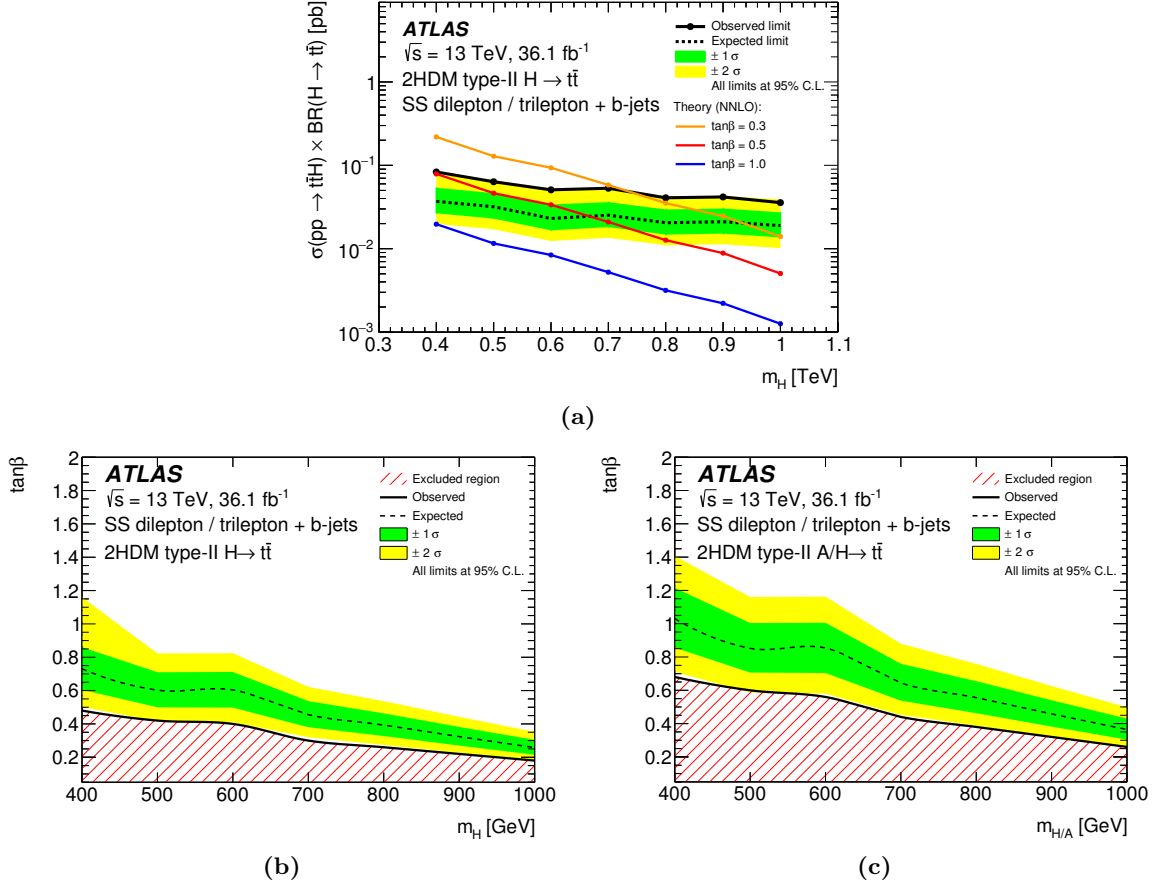 σ(pp → tt̄H) × BR(H → tt̄) [pb]
1
10⁻¹
10⁻²
10⁻³
ATLAS
√s = 13 TeV, 36.1 fb⁻¹
2HDM type-II H → tt̄
SS dilepton / trilepton + b-jets
Observed limit
Expected limit
± 1 σ
± 2 σ
All limits at 95% C.L.
Theory (NNLO):
tanβ = 0.3
tanβ = 0.5
tanβ = 1.0
0.3 0.4 0.5 0.6 0.7 0.8 0.9 1 1.1
m_H [TeV]
(a)
tanβ
2
1.8
1.6
1.4
1.2
1
0.8
0.6
0.4
0.2
ATLAS
√s = 13 TeV, 36.1 fb⁻¹
SS dilepton / trilepton + b-jets
2HDM type-II H→ tt̄
Excluded region
Observed
Expected
± 1 σ
± 2 σ
All limits at 95% C.L.
400 500 600 700 800 900 1000
m_H [GeV]
(b)
tanβ
2
1.8
1.6
1.4
1.2
1
0.8
0.6
0.4
0.2
ATLAS
√s = 13 TeV, 36.1 fb⁻¹
SS dilepton / trilepton + b-jets
2HDM type-II A/H→ tt̄
Excluded region
Observed
Expected
± 1 σ
± 2 σ
All limits at 95% C.L.
400 500 600 700 800 900 1000
m_H/A [GeV]
(c)